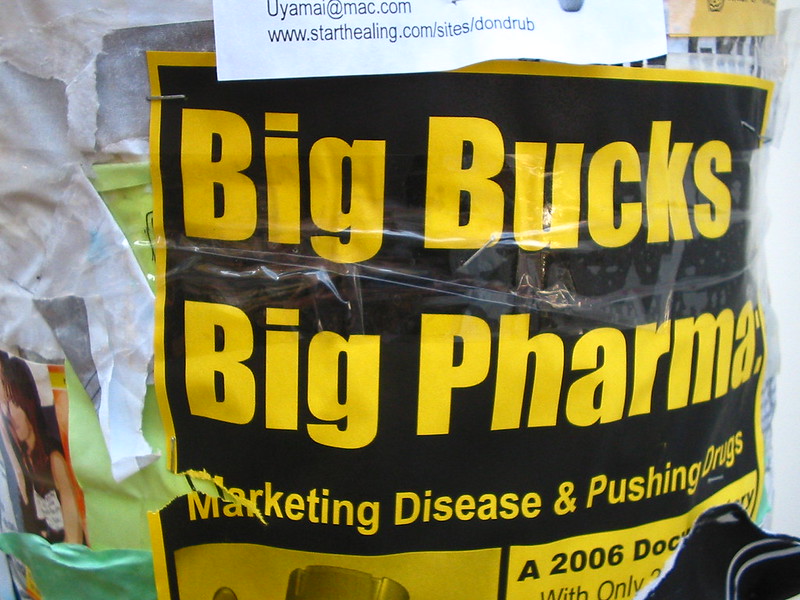 Uyamai@mac.com
www.starthealing.com/sites/dondrub
Big Bucks
Big Pharma:
Marketing Disease & Pushing Drugs
A 2006
With Only